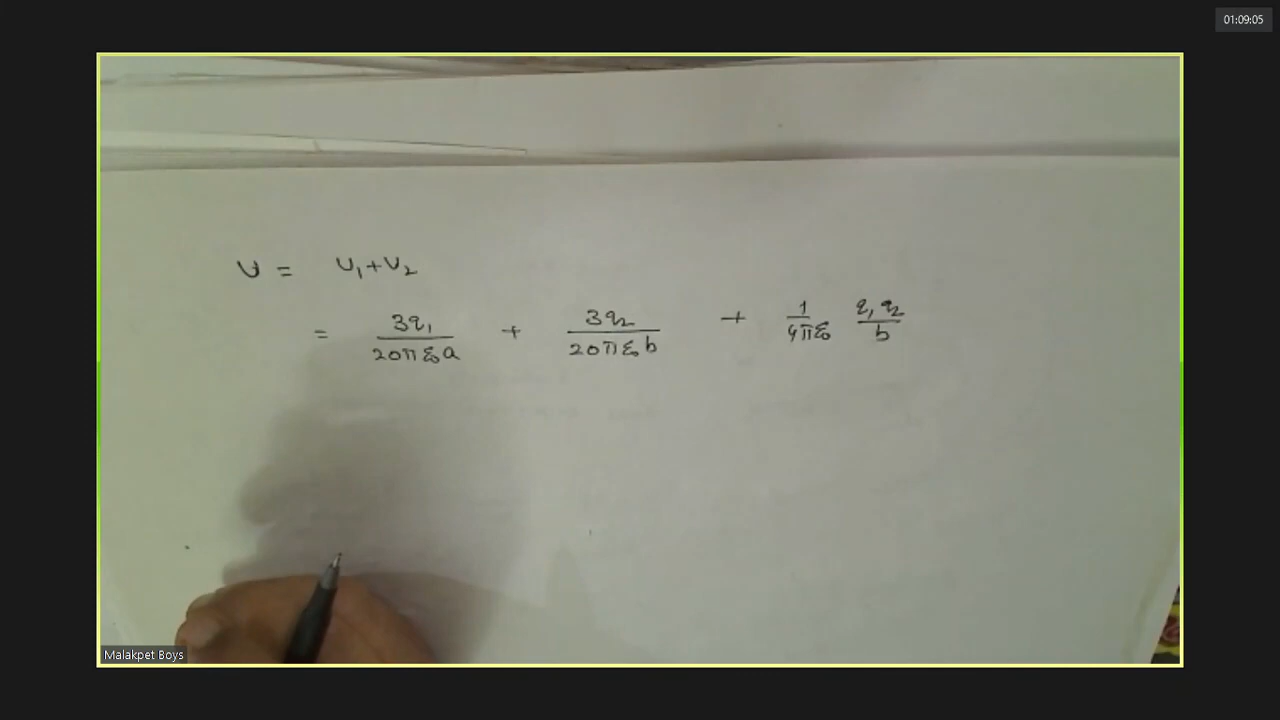 01:09:05
U = U₁+U₂
= 3q₁/20πε₀a + 3q₂/20πε₀b + 1/4πε₀ q₁q₂/b
Malakpet Boys